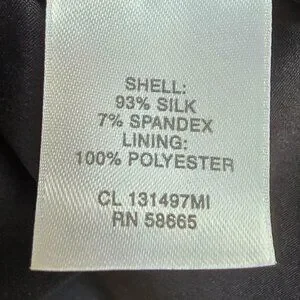 SHELL:
93% SILK
7% SPANDEX
LINING:
100% POLYESTER
CL 131497MI
RN 58665